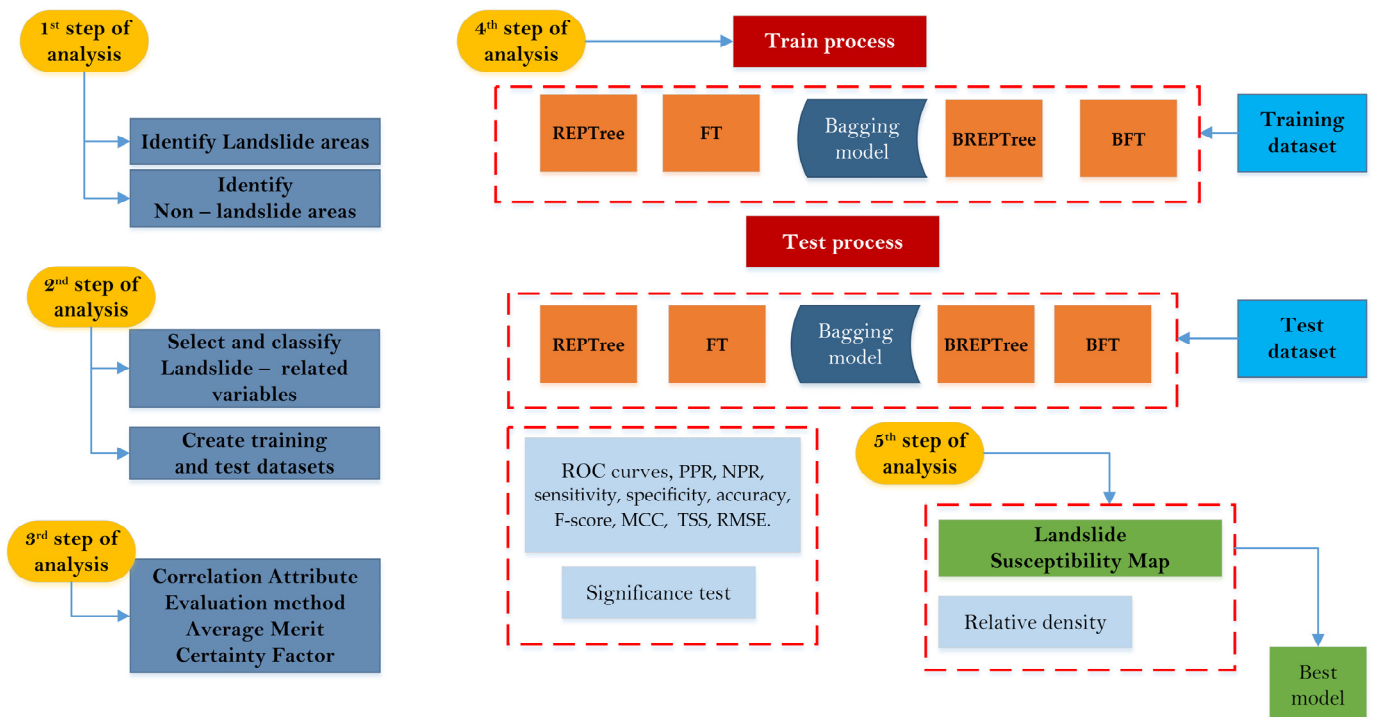 1st step of
analysis
Identify Landslide areas
Identify
Non – landslide areas
2nd step of
analysis
Select and classify
Landslide – related
variables
Create training
and test datasets
3rd step of
analysis
Correlation Attribute
Evaluation method
Average Merit
Certainty Factor
4th step of
analysis
Train process
REPTree
FT
Bagging
model
BREPTree
BFT
Training
dataset
Test process
REPTree
FT
Bagging
model
BREPTree
BFT
Test
dataset
ROC curves, PPR, NPR,
sensitivity, specificity, accuracy,
F-score, MCC, TSS, RMSE.
Significance test
5th step of
analysis
Landslide
Susceptibility Map
Relative density
Best
model